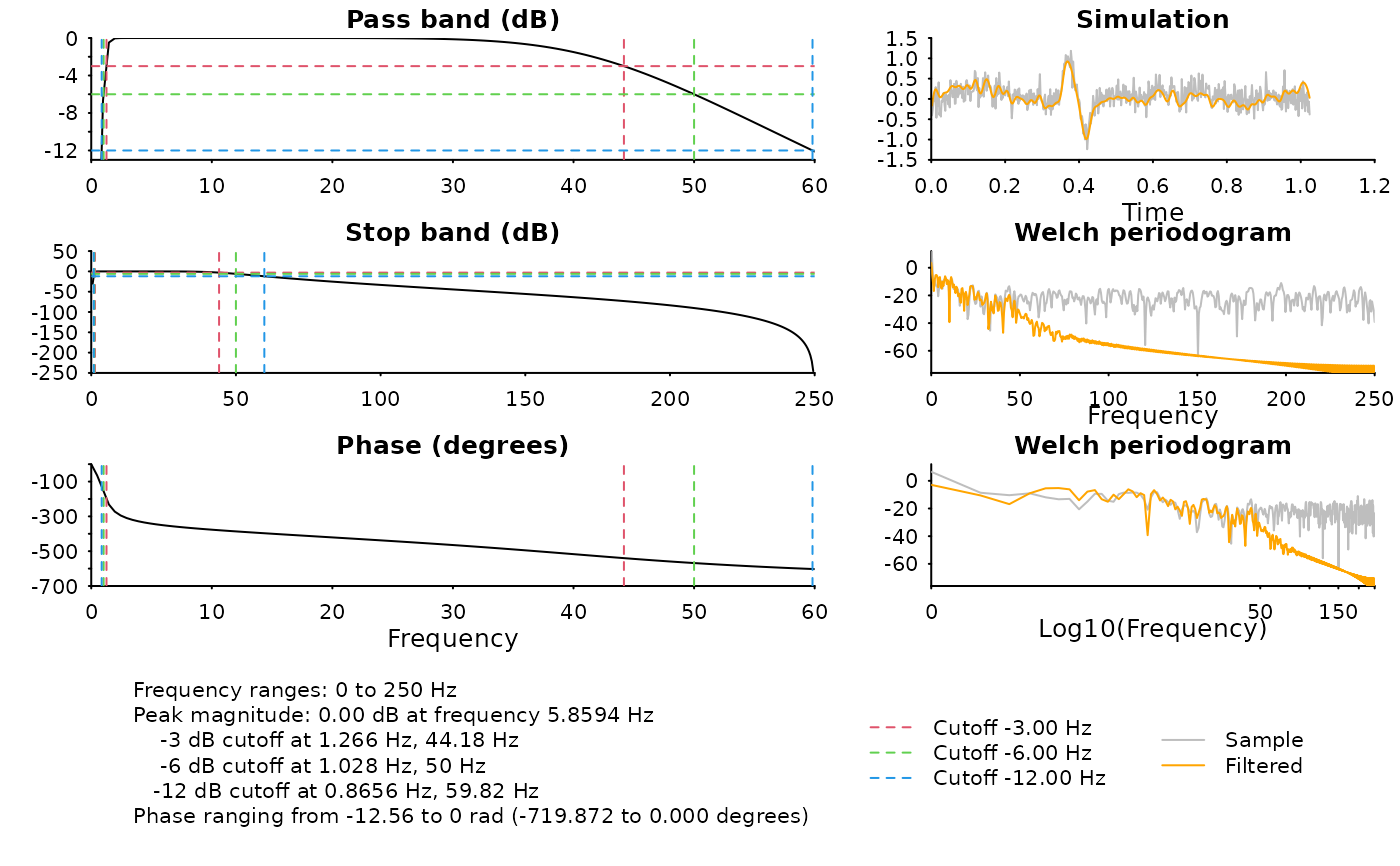 Pass band (dB)
0
-4
-8
-12
0 10 20 30 40 50 60
Simulation
1.5
1.0
0.5
0.0
-0.5
-1.0
-1.5
0.0 0.2 0.4 0.6 0.8 1.0 1.2
Time
Stop band (dB)
50
0
-50
-100
-150
-200
-250
0 50 100 150 200 250
Welch periodogram
0
-20
-40
-60
0 50 100 150 200 250
Frequency
Phase (degrees)
-100
-300
-500
-700
0 10 20 30 40 50 60
Frequency
Welch periodogram
0
-20
-40
-60
0 50 150
Log10(Frequency)
Frequency ranges: 0 to 250 Hz
Peak magnitude: 0.00 dB at frequency 5.8594 Hz
-3 dB cutoff at 1.266 Hz, 44.18 Hz
-6 dB cutoff at 1.028 Hz, 50 Hz
-12 dB cutoff at 0.8656 Hz, 59.82 Hz
Phase ranging from -12.56 to 0 rad (-719.872 to 0.000 degrees)
Cutoff -3.00 Hz
Cutoff -6.00 Hz
Cutoff -12.00 Hz
Sample
Filtered